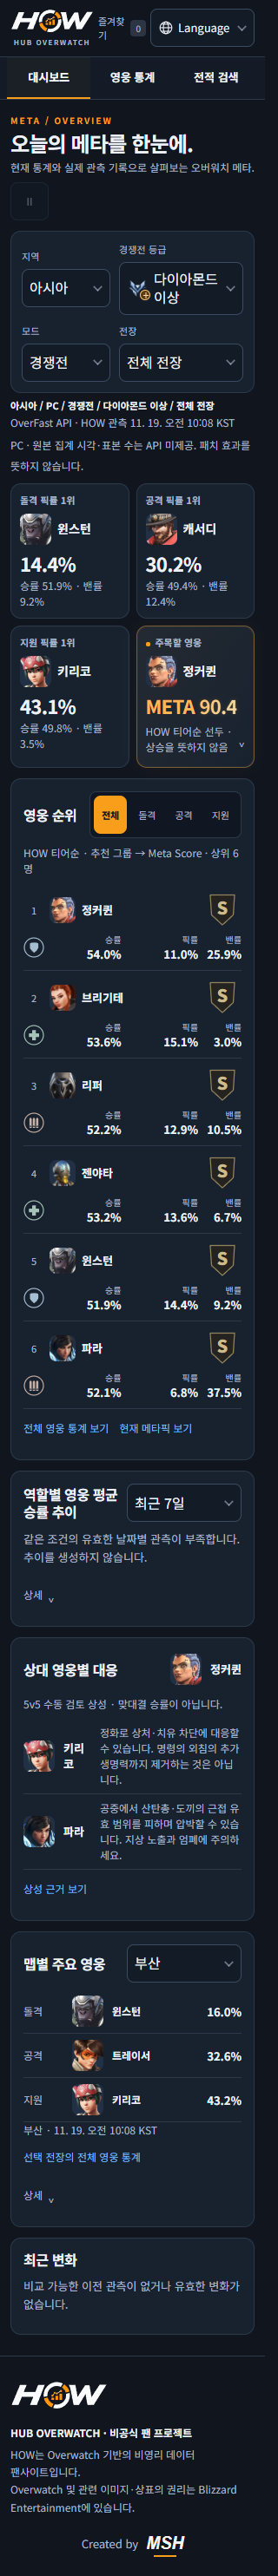 HOW
HUB OVERWATCH
즐겨찾
기
0
Language
대시보드
영웅 통계
전적 검색
META / OVERVIEW
오늘의 메타를 한눈에.
현재 통계와 실제 관측 기록으로 살펴보는 오버워치 메타.
지역
아시아
경쟁전 등급
다이아몬드
이상
모드
경쟁전
전장
전체 전장
아시아 / PC / 경쟁전 / 다이아몬드 이상 / 전체 전장
OverFast API · HOW 관측 11. 19. 오전 10:08 KST
PC · 원본 집계 시각·표본 수는 API 미제공. 패치 효과를
뜻하지 않습니다.
돌격 픽률 1위
윈스턴
14.4%
승률 51.9% · 밴률
9.2%
공격 픽률 1위
캐서디
30.2%
승률 49.4% · 밴률
12.4%
지원 픽률 1위
키리코
43.1%
승률 49.8% · 밴률
3.5%
주목할 영웅
정커퀸
META 90.4
HOW 티어순 선두 ·
상승을 뜻하지 않음
영웅 순위
전체
돌격
공격
지원
HOW 티어순 · 추천 그룹 → Meta Score · 상위 6
명
1
정커퀸
S
승률
픽률
밴률
54.0%
11.0%
25.9%
2
브리기테
S
승률
픽률
밴률
53.6%
15.1%
3.0%
3
리퍼
S
승률
픽률
밴률
52.2%
12.9%
10.5%
4
젠야타
S
승률
픽률
밴률
53.2%
13.6%
6.7%
5
윈스턴
S
승률
픽률
밴률
51.9%
14.4%
9.2%
6
파라
S
승률
픽률
밴률
52.1%
6.8%
37.5%
전체 영웅 통계 보기
현재 메타픽 보기
역할별 영웅 평균
승률 추이
최근 7일
같은 조건의 유효한 날짜별 관측이 부족합니다.
추이를 생성하지 않습니다.
상세
상대 영웅별 대응
정커퀸
5v5 수동 검토 상성 · 맞대결 승률이 아닙니다.
키리
코
정화로 상처·치유 차단에 대응할
수 있습니다. 명령의 외침의 추가
생명력까지 제거하는 것은 아닙
니다.
파라
공중에서 산탄총·도끼의 근접 유
효 범위를 피하며 압박할 수 있습
니다. 지상 노출과 엄폐에 주의하
세요.
상성 근거 보기
맵별 주요 영웅
부산
돌격
윈스턴
16.0%
공격
트레이서
32.6%
지원
키리코
43.2%
부산 · 11. 19. 오전 10:08 KST
선택 전장의 전체 영웅 통계
상세
최근 변화
비교 가능한 이전 관측이 없거나 유효한 변화가
없습니다.
HOW
HUB OVERWATCH · 비공식 팬 프로젝트
HOW는 Overwatch 기반의 비영리 데이터
팬사이트입니다.
Overwatch 및 관련 이미지·상표의 권리는 Blizzard
Entertainment에 있습니다.
Created by MSH